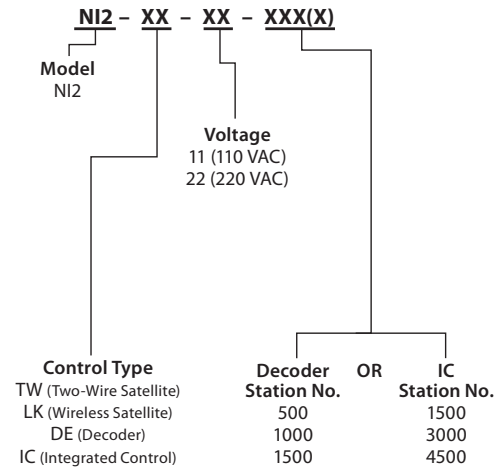 NI2 – XX – XX – XXX(X)
Model
NI2
Voltage
11 (110 VAC)
22 (220 VAC)
Control Type
TW (Two-Wire Satellite)
LK (Wireless Satellite)
DE (Decoder)
IC (Integrated Control)
Decoder OR IC
Station No. Station No.
500 1500
1000 3000
1500 4500